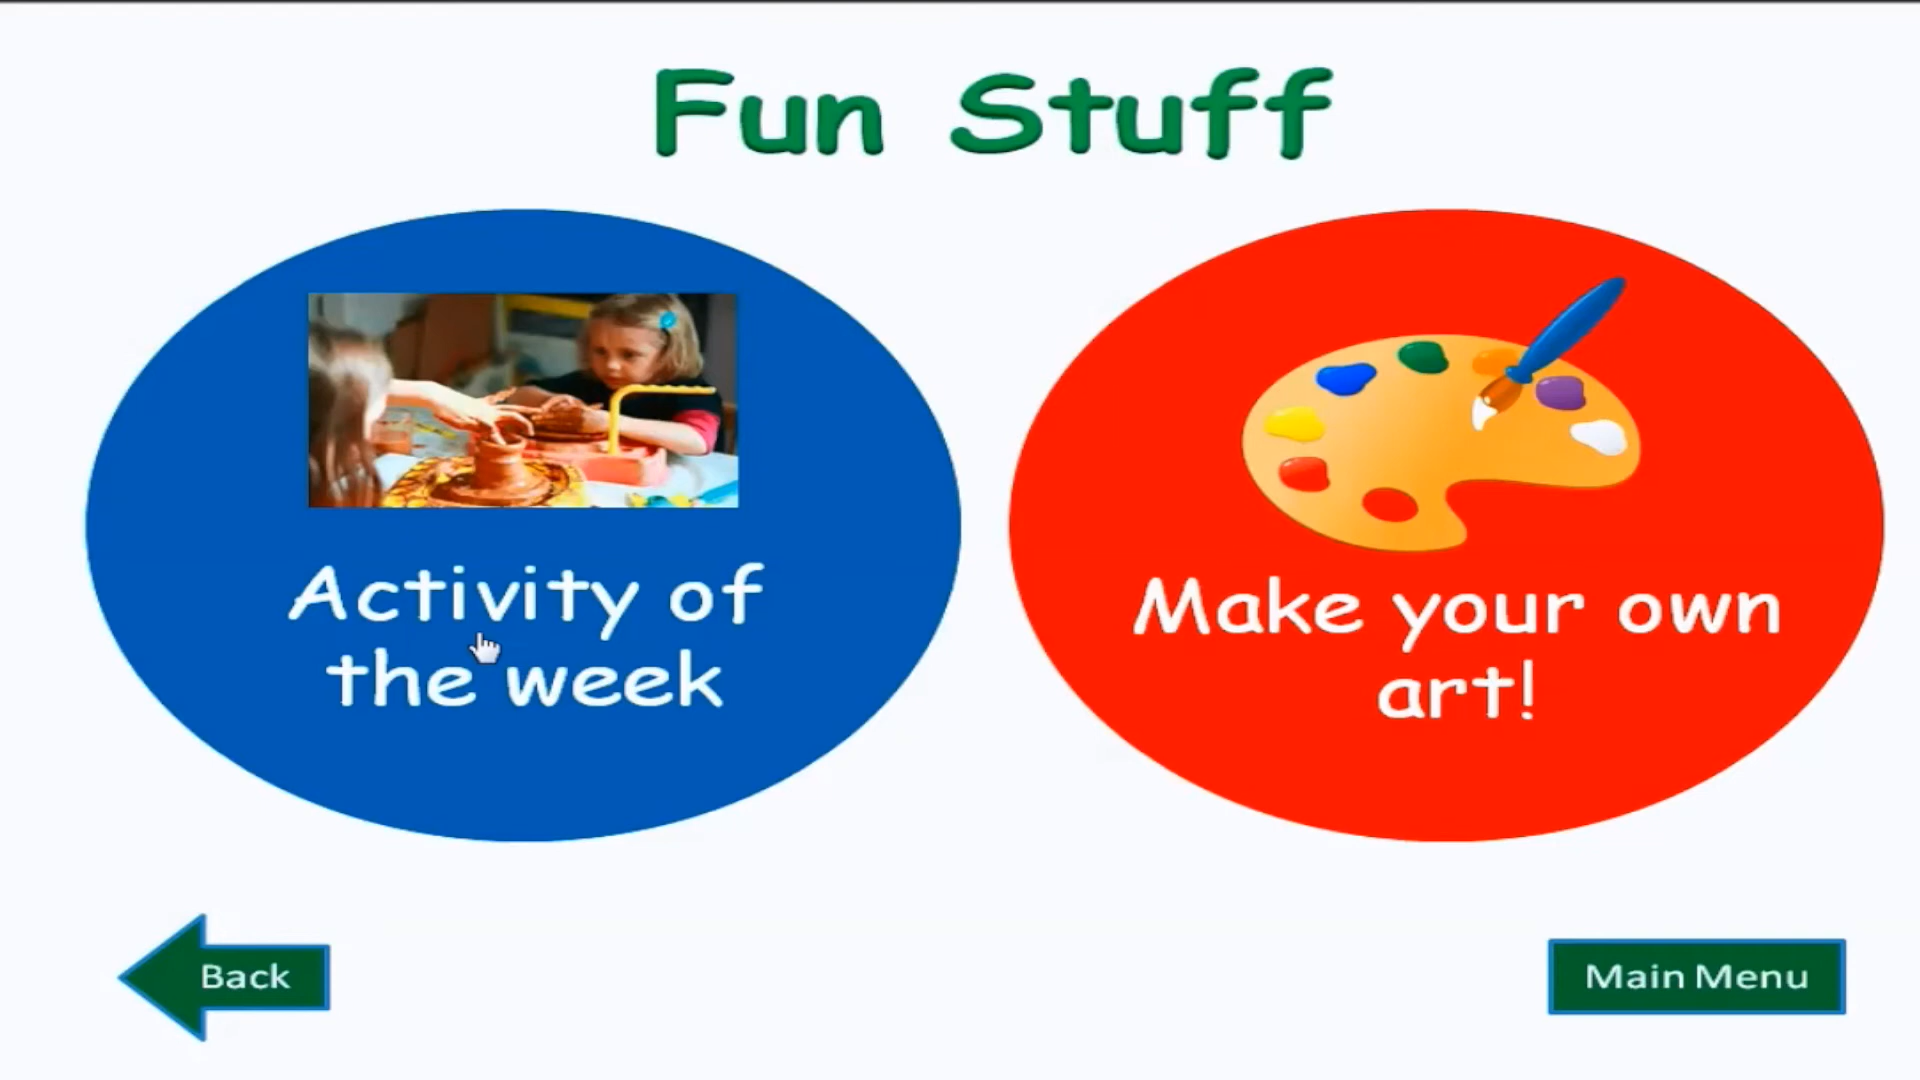 Fun Stuff
Activity of
the week
Make your own
art!
Back
Main Menu